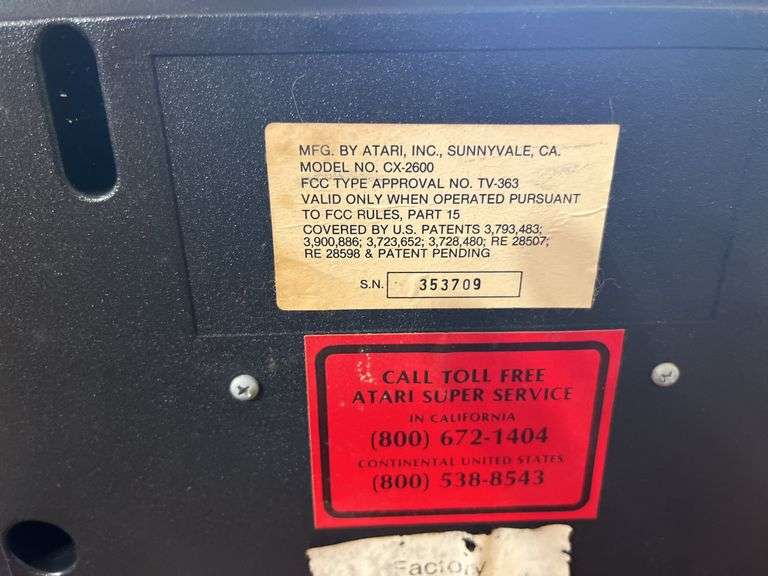 MFG. BY ATARI, INC., SUNNYVALE, CA.
MODEL NO. CX-2600
FCC TYPE APPROVAL NO. TV-363
VALID ONLY WHEN OPERATED PURSUANT
TO FCC RULES, PART 15
COVERED BY U.S. PATENTS 3,793,483;
3,900,886; 3,723,652; 3,728,480; RE 28507;
RE 28598 & PATENT PENDING
S.N. 353709
CALL TOLL FREE
ATARI SUPER SERVICE
IN CALIFORNIA
(800) 672-1404
CONTINENTAL UNITED STATES
(800) 538-8543
Factory